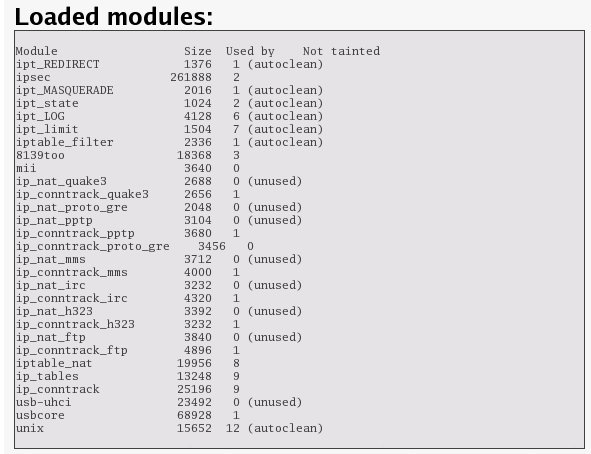 Loaded modules:
Module                  Size  Used by    Not tainted
ipt_REDIRECT            1376   1 (autoclean)
ipsec                 261888   2
ipt_MASQUERADE          2016   1 (autoclean)
ipt_state               1024   2 (autoclean)
ipt_LOG                 4128   6 (autoclean)
ipt_limit               1504   7 (autoclean)
iptable_filter          2336   1 (autoclean)
8139too                18368   3
mii                     3640   0
ip_nat_quake3           2688   0 (unused)
ip_conntrack_quake3     2656   1
ip_nat_proto_gre        2048   0 (unused)
ip_nat_pptp             3104   0 (unused)
ip_conntrack_pptp       3680   1
ip_conntrack_proto_gre    3456   0
ip_nat_mms              3712   0 (unused)
ip_conntrack_mms        4000   1
ip_nat_irc              3232   0 (unused)
ip_conntrack_irc        4320   1
ip_nat_h323             3392   0 (unused)
ip_conntrack_h323       3232   1
ip_nat_ftp              3840   0 (unused)
ip_conntrack_ftp        4896   1
iptable_nat            19956   8
ip_tables              13248   9
ip_conntrack           25196   9
usb-uhci               23492   0 (unused)
usbcore                68928   1
unix                   15652  12 (autoclean)